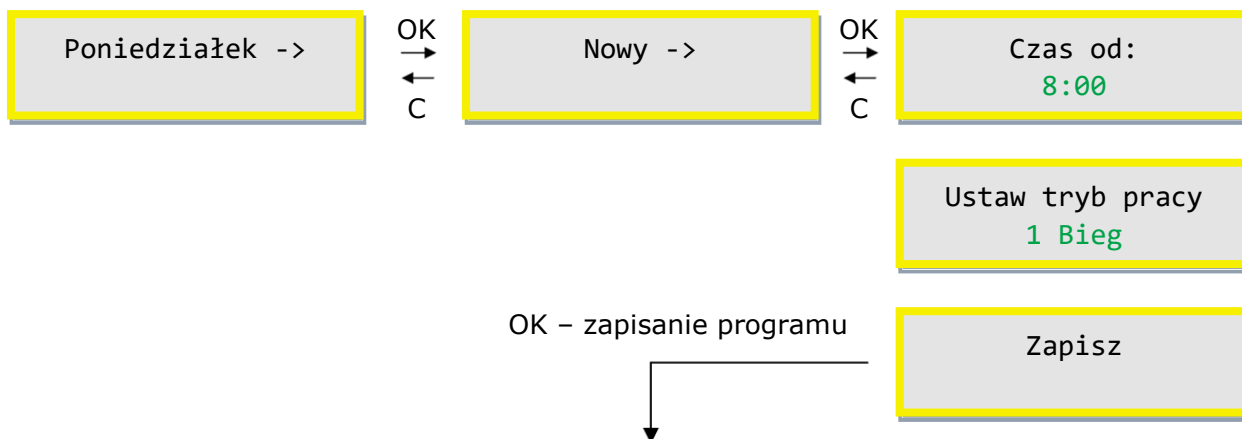 Poniedziałek ->
OK
C
Nowy ->
OK
C
Czas od:
8:00
Ustaw tryb pracy
1 Bieg
OK – zapisanie programu
Zapisz